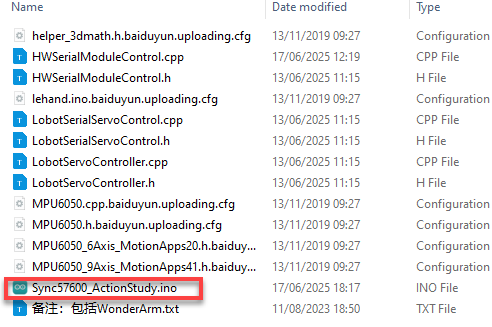 Name Date modified Type
helper_3dmath.h.baiduyun.uploading.cfg 13/11/2019 09:27 Configuration
HWSerialModuleControl.cpp 17/06/2025 12:19 CPP File
HWSerialModuleControl.h 13/06/2025 11:15 H File
lehand.ino.baiduyun.uploading.cfg 13/11/2019 09:27 Configuration
LobotSerialServoControl.cpp 13/06/2025 11:15 CPP File
LobotSerialServoControl.h 13/06/2025 11:15 H File
LobotServoController.cpp 13/06/2025 11:15 CPP File
LobotServoController.h 13/06/2025 11:15 H File
MPU6050.cpp.baiduyun.uploading.cfg 13/11/2019 09:27 Configuration
MPU6050.h.baiduyun.uploading.cfg 13/11/2019 09:27 Configuration
MPU6050_6Axis_MotionApps20.h.baiduy... 13/11/2019 09:27 Configuration
MPU6050_9Axis_MotionApps41.h.baiduy... 13/11/2019 09:27 Configuration
Sync57600_ActionStudy.ino 17/06/2025 18:17 INO File
备注：包括WonderArm.txt 11/08/2023 18:50 TXT File